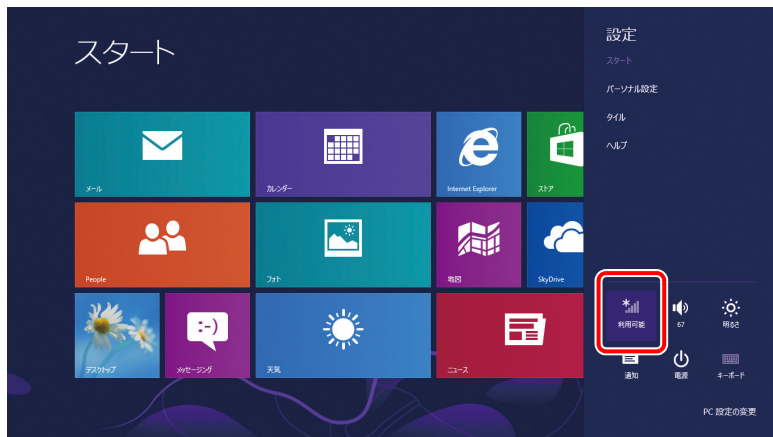 スタート
設定
スタート
パーソナル設定
タイル
ヘルプ
メール
カレンダー
Internet Explorer
ストア
People
フォト
地図
SkyDrive
デスクトップ
メッセージング
:-)
天気
ニュース
利用可能
67
明るさ
通知
電源
キーボード
PC 設定の変更